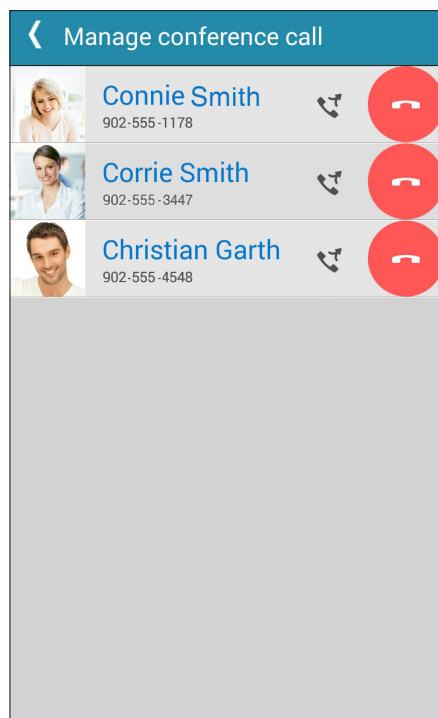 Manage conference call
Connie Smith
902-555-1178
Corrie Smith
902-555-3447
Christian Garth
902-555-4548